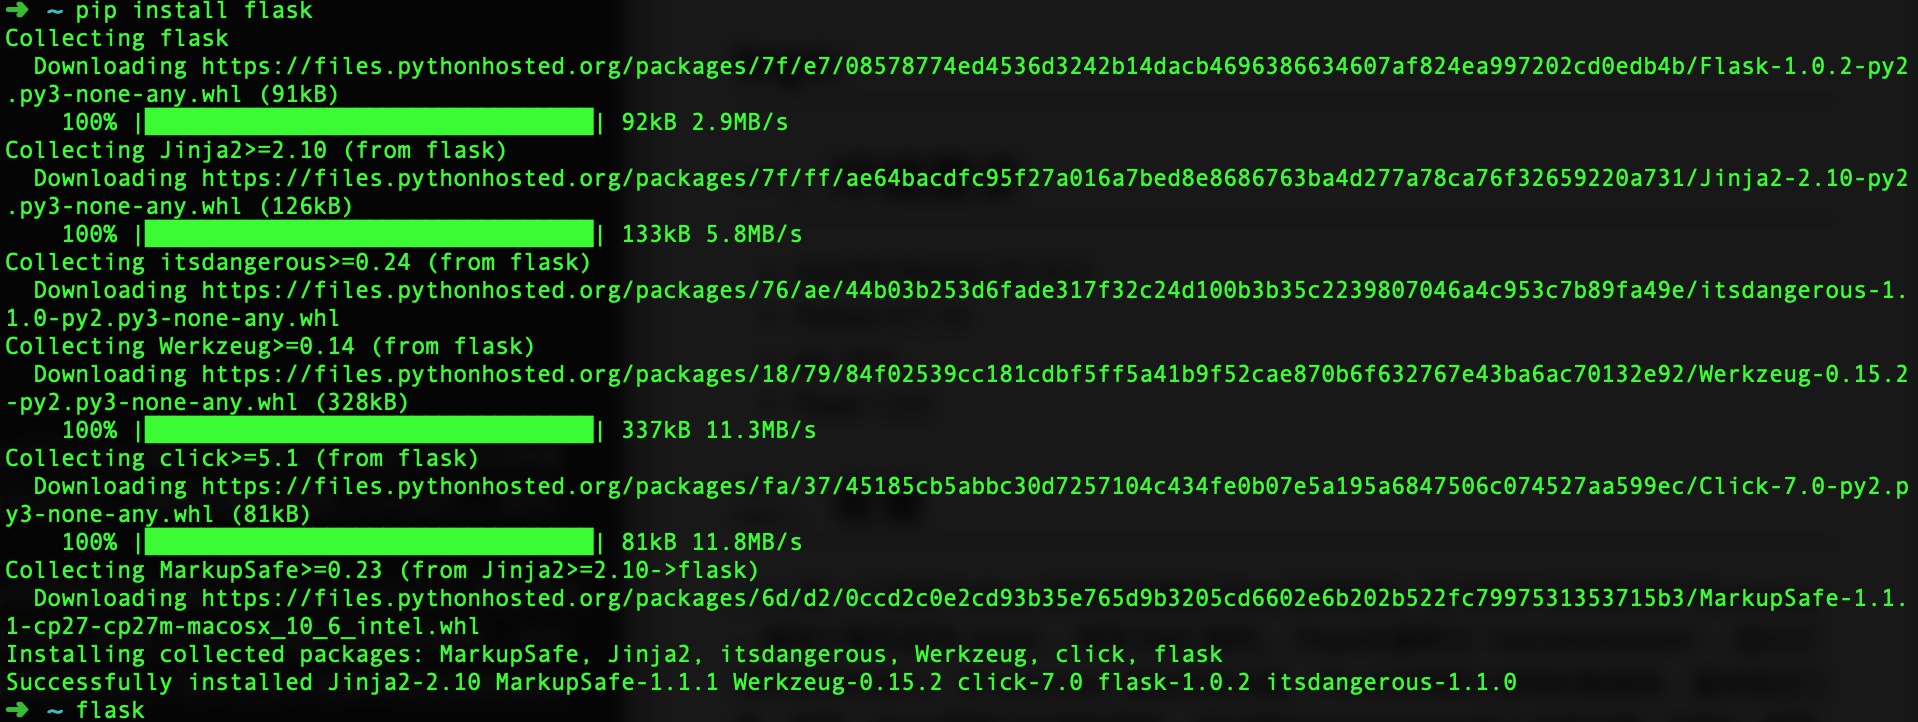 ➜ ~ pip install flask
Collecting flask
  Downloading https://files.pythonhosted.org/packages/7f/e7/08578774ed4536d3242b14dacb4696386634607af824ea997202cd0edb4b/Flask-1.0.2-py2
.py3-none-any.whl (91kB)
    100% |████████████████████████████████| 92kB 2.9MB/s
Collecting Jinja2>=2.10 (from flask)
  Downloading https://files.pythonhosted.org/packages/7f/ff/ae64bacdfc95f27a016a7bed8e8686763ba4d277a78ca76f32659220a731/Jinja2-2.10-py2
.py3-none-any.whl (126kB)
    100% |████████████████████████████████| 133kB 5.8MB/s
Collecting itsdangerous>=0.24 (from flask)
  Downloading https://files.pythonhosted.org/packages/76/ae/44b03b253d6fade317f32c24d100b3b35c2239807046a4c953c7b89fa49e/itsdangerous-1.
1.0-py2.py3-none-any.whl
Collecting Werkzeug>=0.14 (from flask)
  Downloading https://files.pythonhosted.org/packages/18/79/84f02539cc181cdbf5ff5a41b9f52cae870b6f632767e43ba6ac70132e92/Werkzeug-0.15.2
-py2.py3-none-any.whl (328kB)
    100% |████████████████████████████████| 337kB 11.3MB/s
Collecting click>=5.1 (from flask)
  Downloading https://files.pythonhosted.org/packages/fa/37/45185cb5abbc30d7257104c434fe0b07e5a195a6847506c074527aa599ec/Click-7.0-py2.p
y3-none-any.whl (81kB)
    100% |████████████████████████████████| 81kB 11.8MB/s
Collecting MarkupSafe>=0.23 (from Jinja2>=2.10->flask)
  Downloading https://files.pythonhosted.org/packages/6d/d2/0ccd2c0e2cd93b35e765d9b3205cd6602e6b202b522fc7997531353715b3/MarkupSafe-1.1.
1-cp27-cp27m-macosx_10_6_intel.whl
Installing collected packages: MarkupSafe, Jinja2, itsdangerous, Werkzeug, click, flask
Successfully installed Jinja2-2.10 MarkupSafe-1.1.1 Werkzeug-0.15.2 click-7.0 flask-1.0.2 itsdangerous-1.1.0
➜ ~ flask